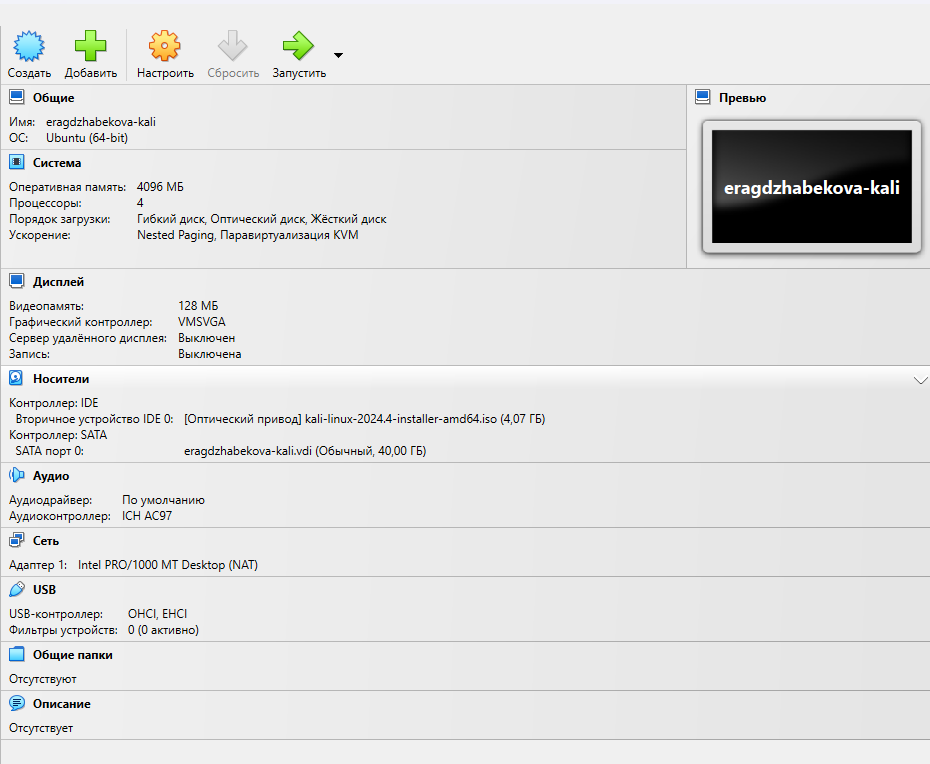 Создать Добавить Настроить Сбросить Запустить
Общие
Имя: eragdzhabekova-kali
ОС: Ubuntu (64-bit)
Превью
eragdzhabekova-kali
Система
Оперативная память: 4096 МБ
Процессоры: 4
Порядок загрузки: Гибкий диск, Оптический диск, Жёсткий диск
Ускорение: Nested Paging, Паравиртуализация KVM
Дисплей
Видеопамять: 128 МБ
Графический контроллер: VMSVGA
Сервер удалённого дисплея: Выключен
Запись: Выключена
Носители
Контроллер: IDE
Вторичное устройство IDE 0: [Оптический привод] kali-linux-2024.4-installer-amd64.iso (4,07 ГБ)
Контроллер: SATA
SATA порт 0: eragdzhabekova-kali.vdi (Обычный, 40,00 ГБ)
Аудио
Аудиодрайвер: По умолчанию
Аудиоконтроллер: ICH AC97
Сеть
Адаптер 1: Intel PRO/1000 MT Desktop (NAT)
USB
USB-контроллер: OHCI, EHCI
Фильтры устройств: 0 (0 активно)
Общие папки
Отсутствуют
Описание
Отсутствует